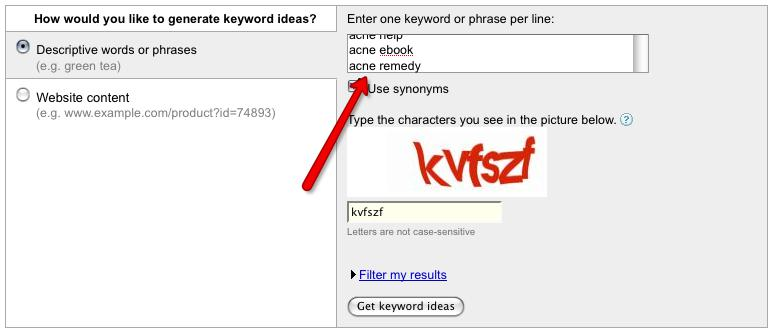 How would you like to generate keyword ideas?
Descriptive words or phrases
(e.g. green tea)
Website content
(e.g. www.example.com/product?id=74893)
Enter one keyword or phrase per line:
acne help
acne ebook
acne remedy
Use synonyms
Type the characters you see in the picture below. ?
kvfszf
kvfszf
Letters are not case-sensitive
Filter my results
Get keyword ideas